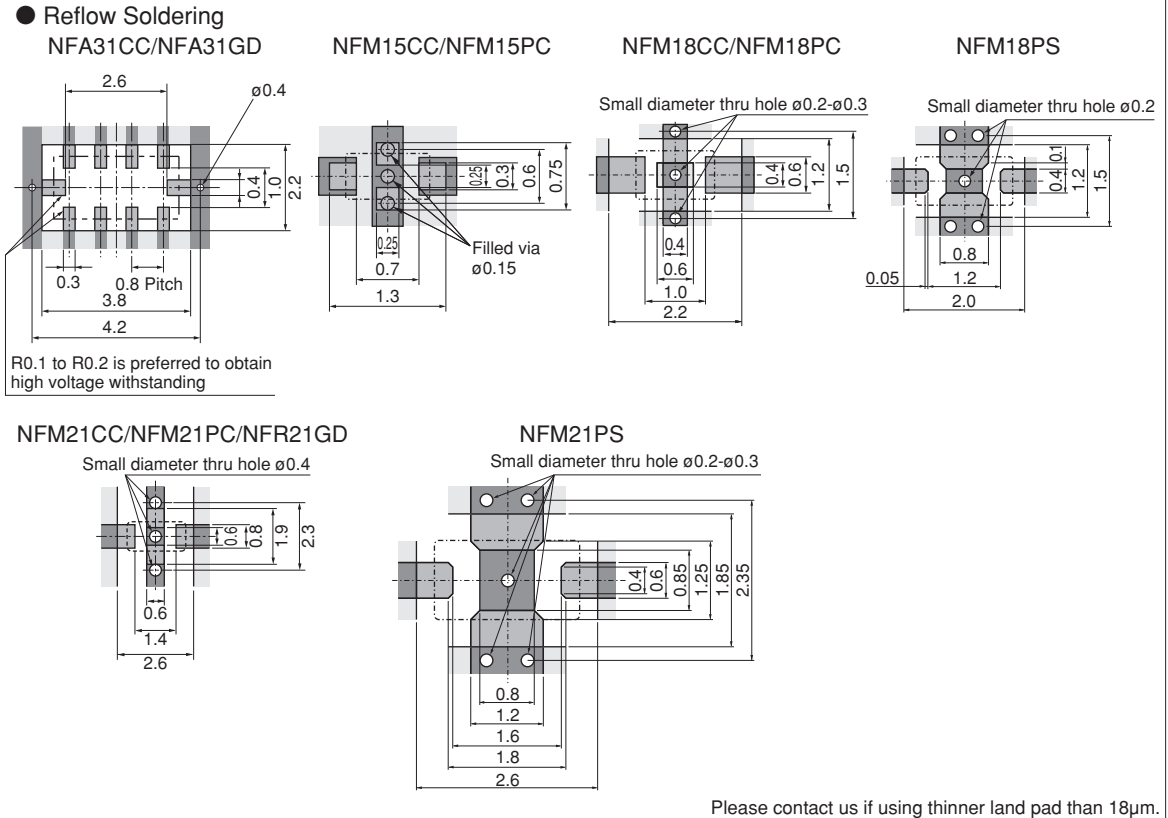 ● Reflow Soldering
NFA31CC/NFA31GD
2.6
ø0.4
0.4
1.0
2.2
0.3
0.8 Pitch
3.8
4.2
R0.1 to R0.2 is preferred to obtain
high voltage withstanding
NFM15CC/NFM15PC
0.25
0.3
0.6
0.75
0.25
0.7
1.3
Filled via
ø0.15
NFM18CC/NFM18PC
Small diameter thru hole ø0.2-ø0.3
0.4
0.6
1.2
1.5
0.4
0.6
1.0
2.2
NFM18PS
Small diameter thru hole ø0.2
0.1
0.4
1.2
1.5
0.8
0.05
1.2
2.0
NFM21CC/NFM21PC/NFR21GD
Small diameter thru hole ø0.4
0.6
0.8
1.9
2.3
0.6
1.4
2.6
NFM21PS
Small diameter thru hole ø0.2-ø0.3
0.4
0.6
0.85
1.25
1.85
2.35
0.8
1.2
1.6
1.8
2.6
Please contact us if using thinner land pad than 18µm.